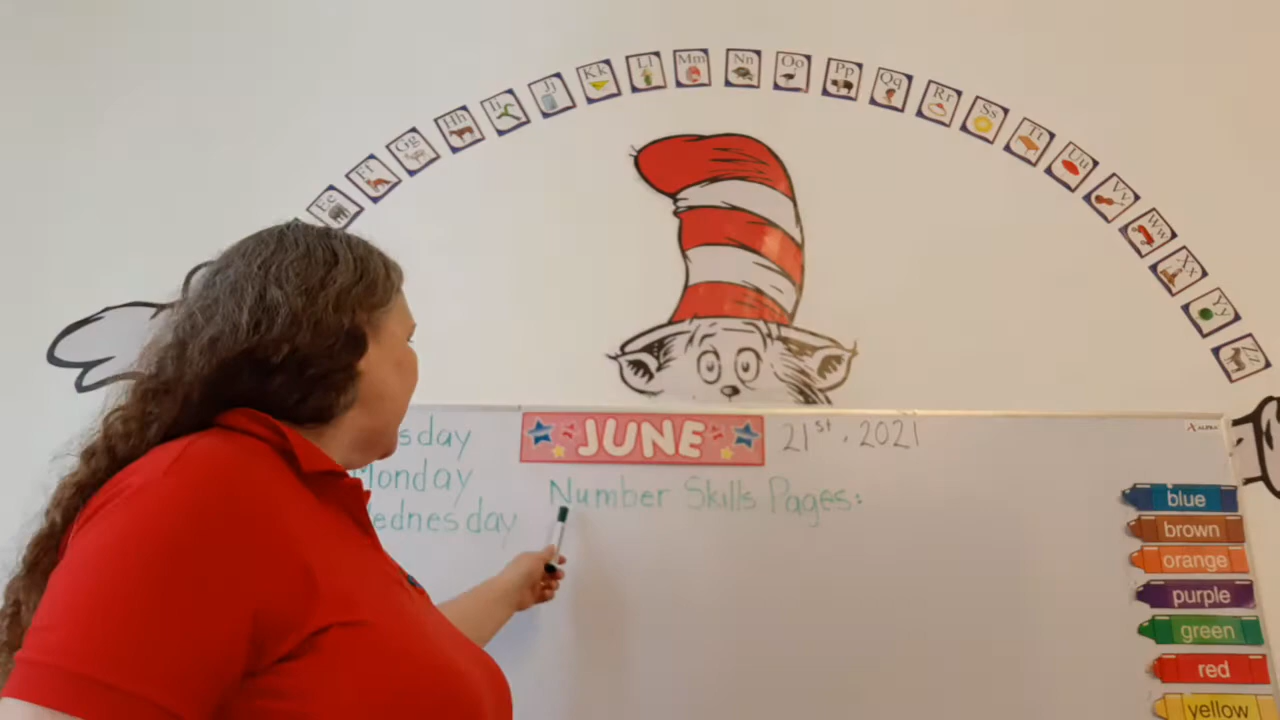 Ee Ff Gg Hh Ii Jj Kk Ll Mm Nn Oo Pp Qq Rr Ss Tt Uu Vv Ww Xx Yy Zz
JUNE 21st, 2021
sday
Monday
ednesday
Number Skills Pages:
ALPHA
blue
brown
orange
purple
green
red
yellow